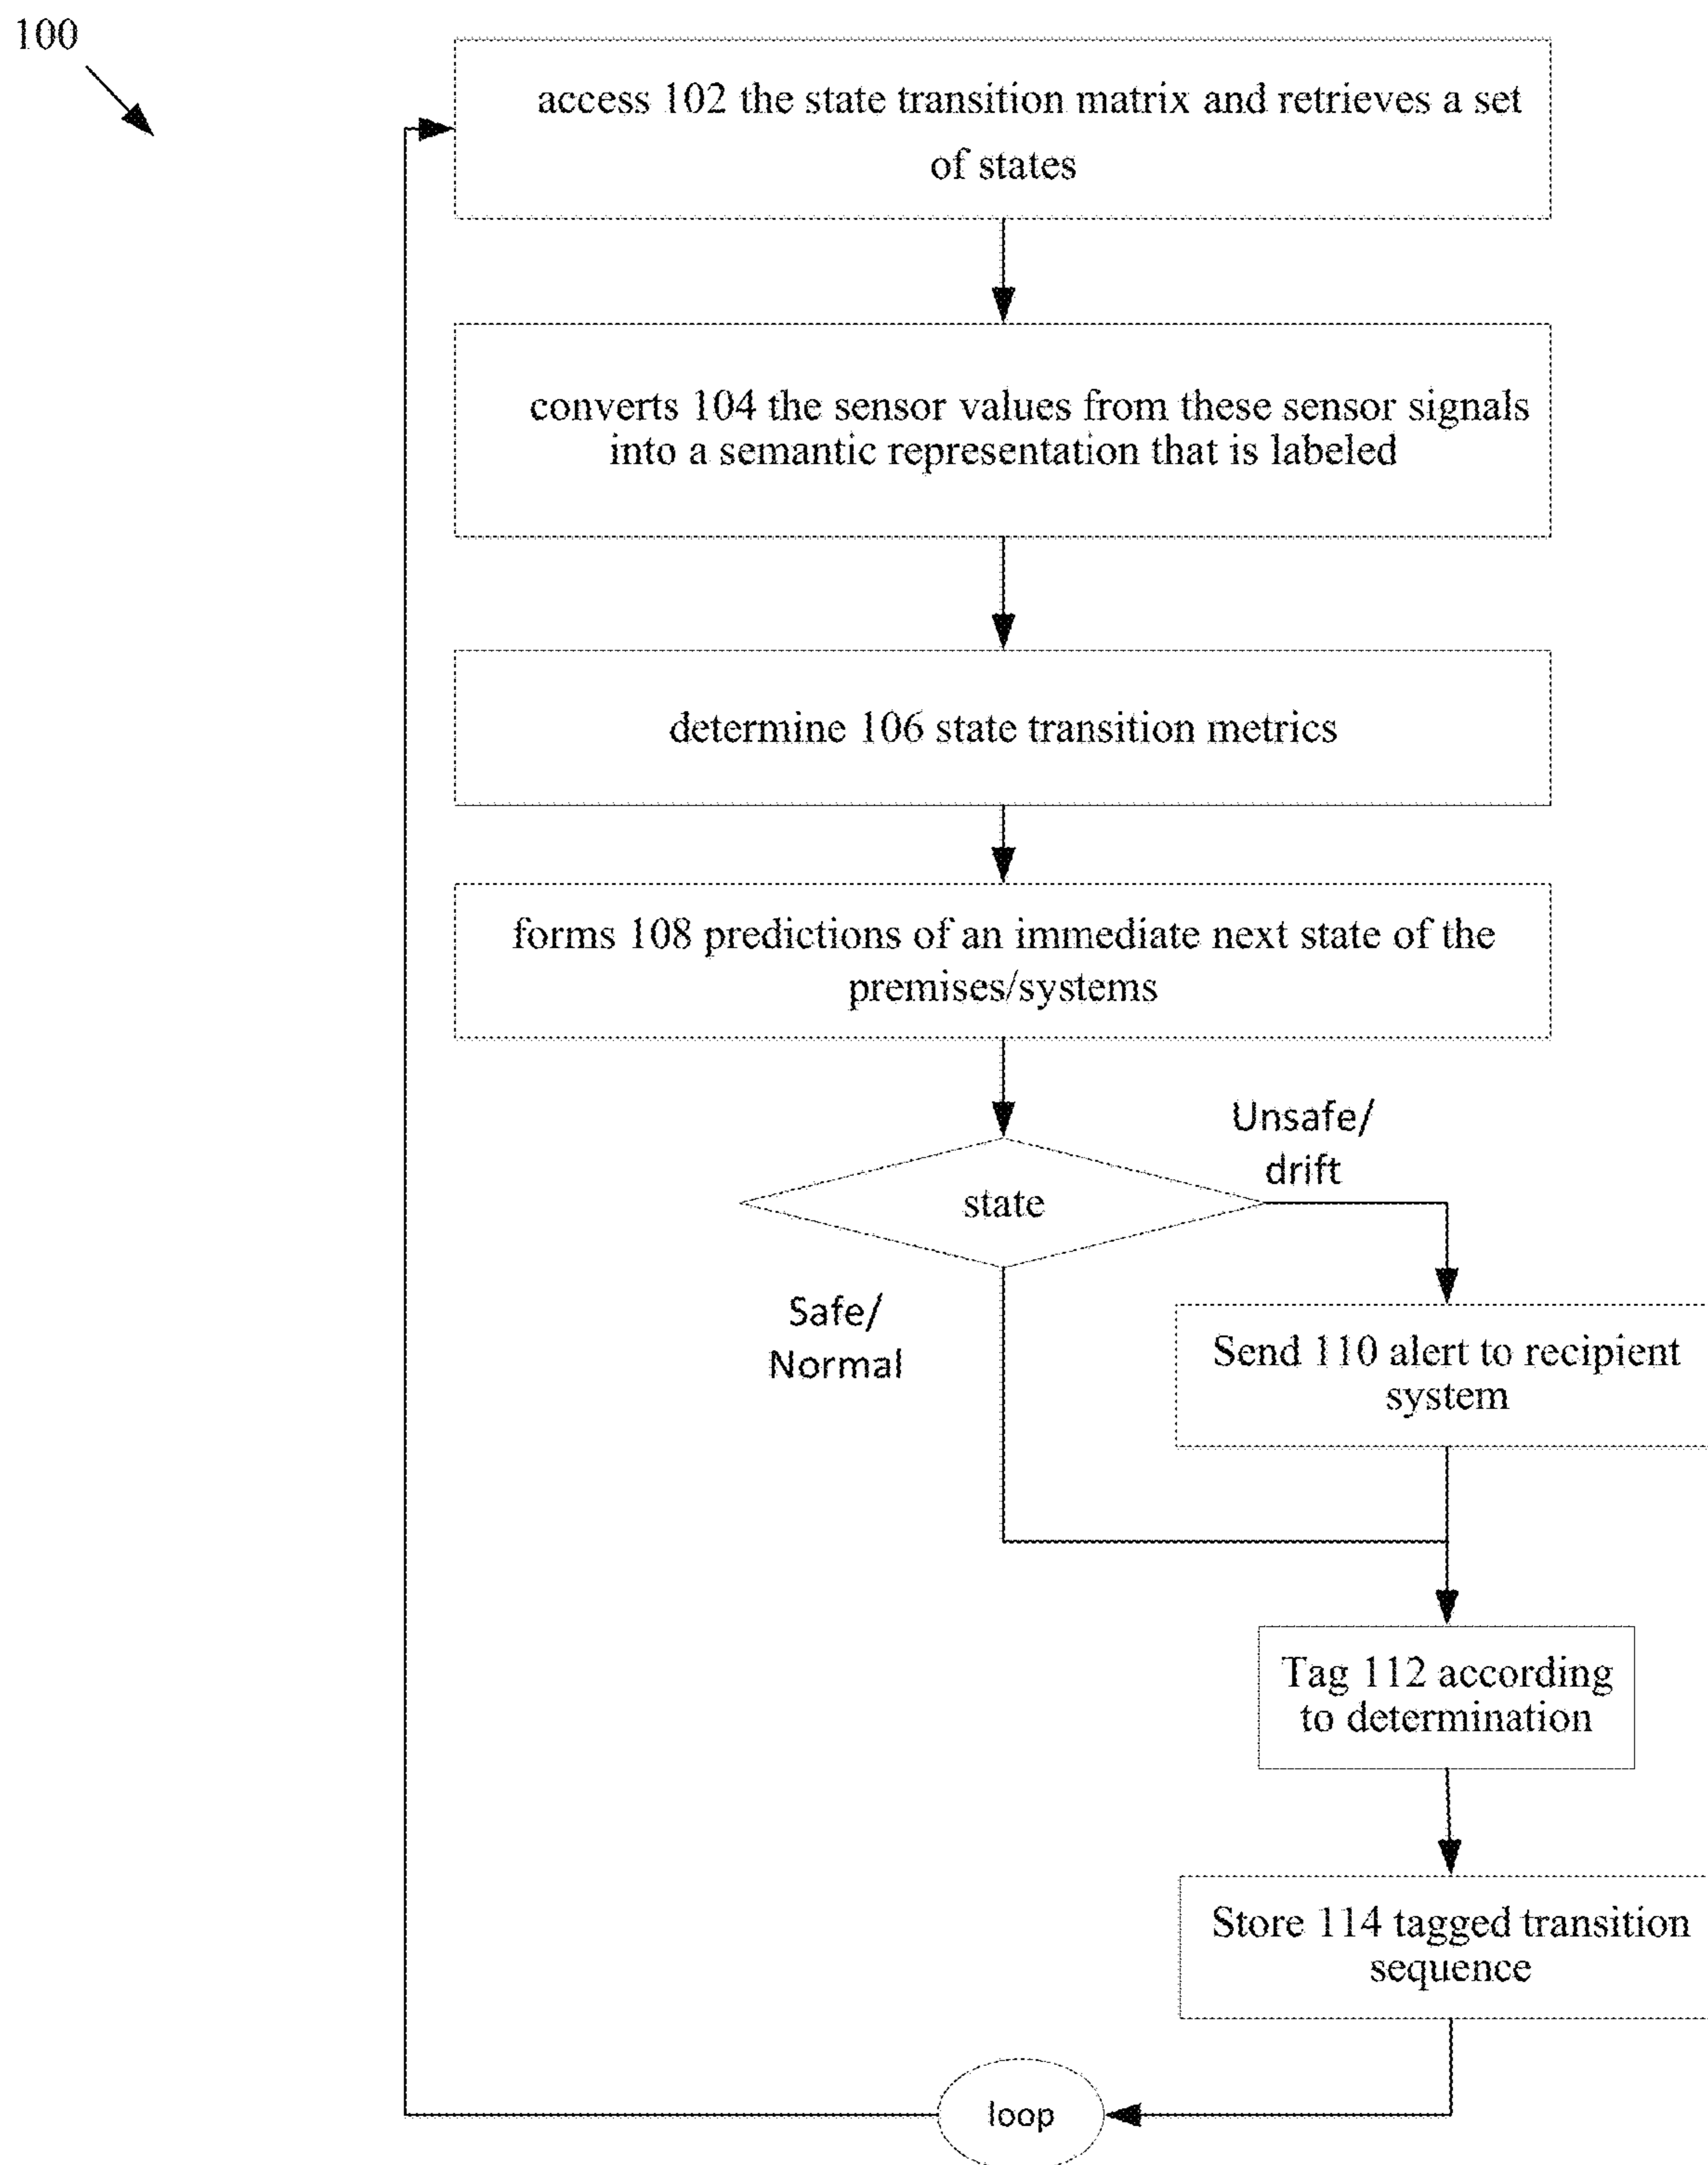 100
access 102 the state transition matrix and retrieves a set
of states
converts 104 the sensor values from these sensor signals
into a semantic representation that is labeled
determine 106 state transition metrics
forms 108 predictions of an immediate next state of the
premises/systems
Unsafe/
drift
state
Safe/
Normal
Send 110 alert to recipient
system
Tag 112 according
to determination
Store 114 tagged transition
sequence
loop